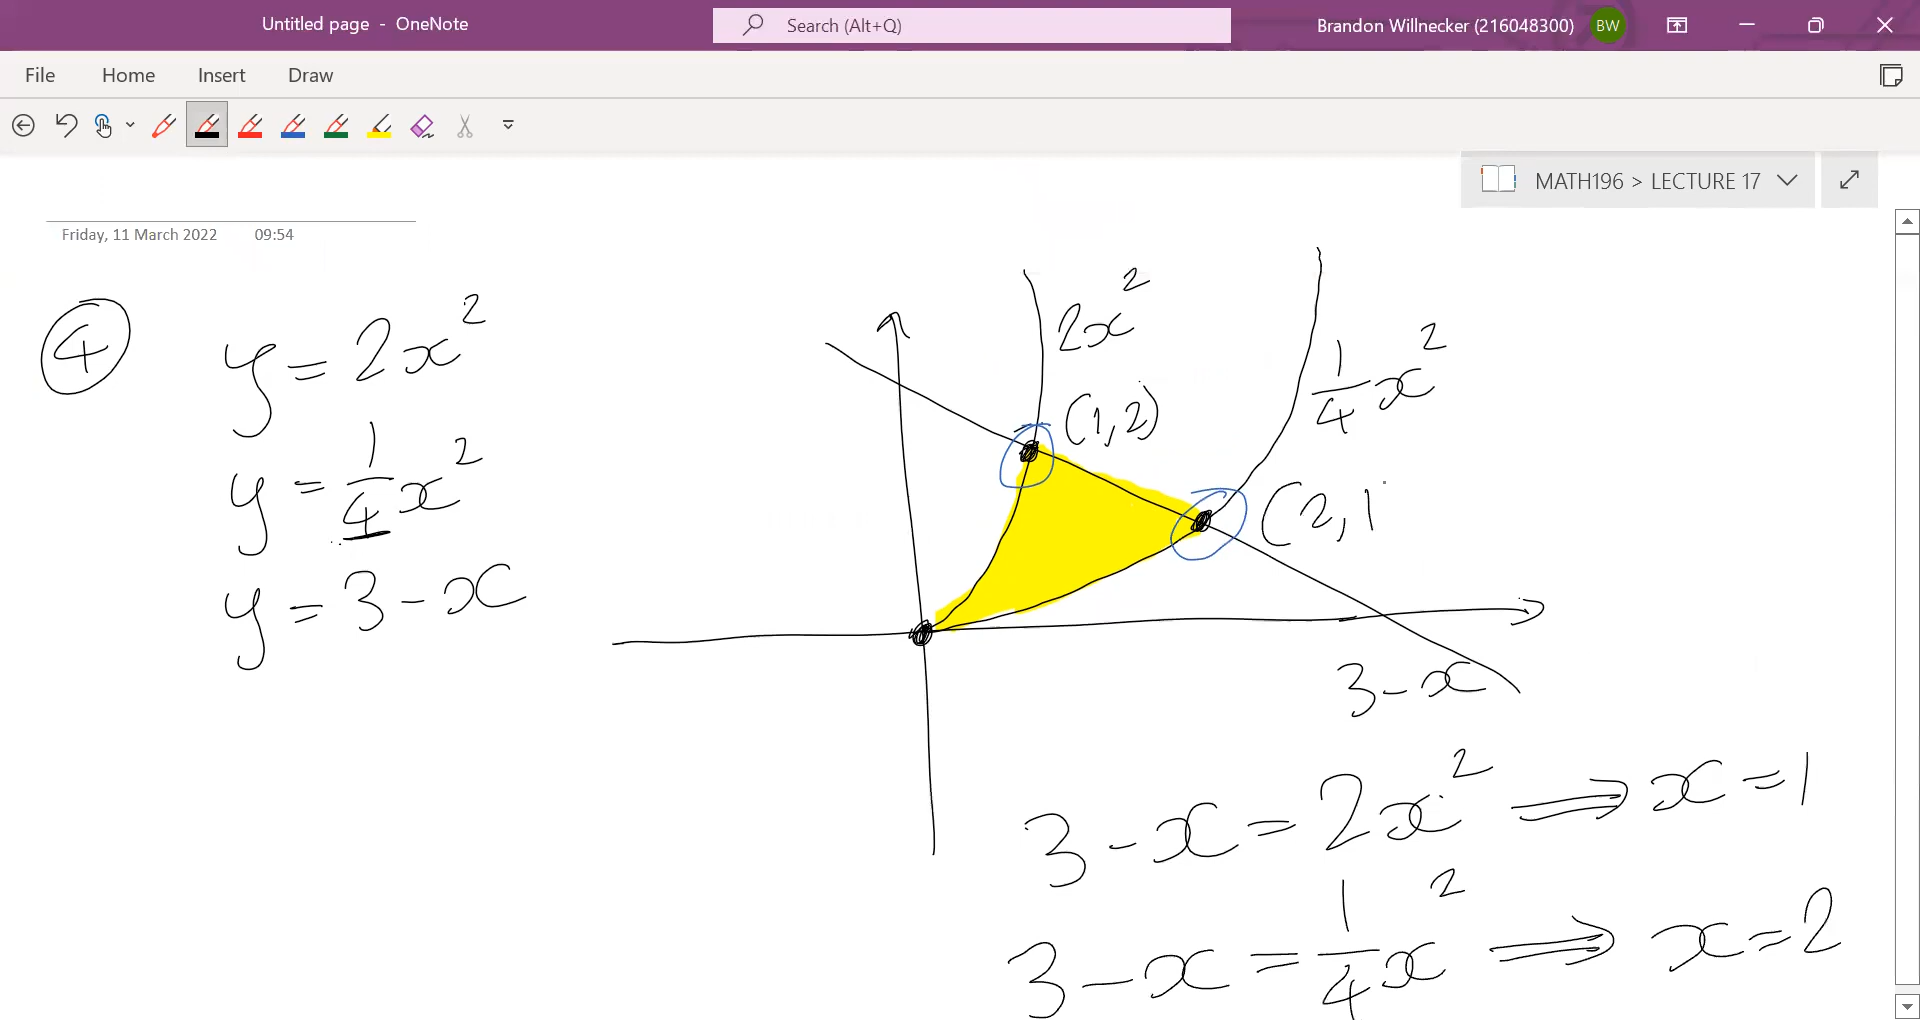 Untitled page - OneNote
Search (Alt+Q)
Brandon Willnecker (216048300) BW
File Home Insert Draw
MATH196 > LECTURE 17
Friday, 11 March 2022 09:54
④ y = 2x²
y = 1/4 x²
y = 3 - x
2x²
1/4 x²
(1,2)
(2,1
3 - x
3 - x = 2x² ⟹ x = 1
3 - x = 1/4 x² ⟹ x = 2